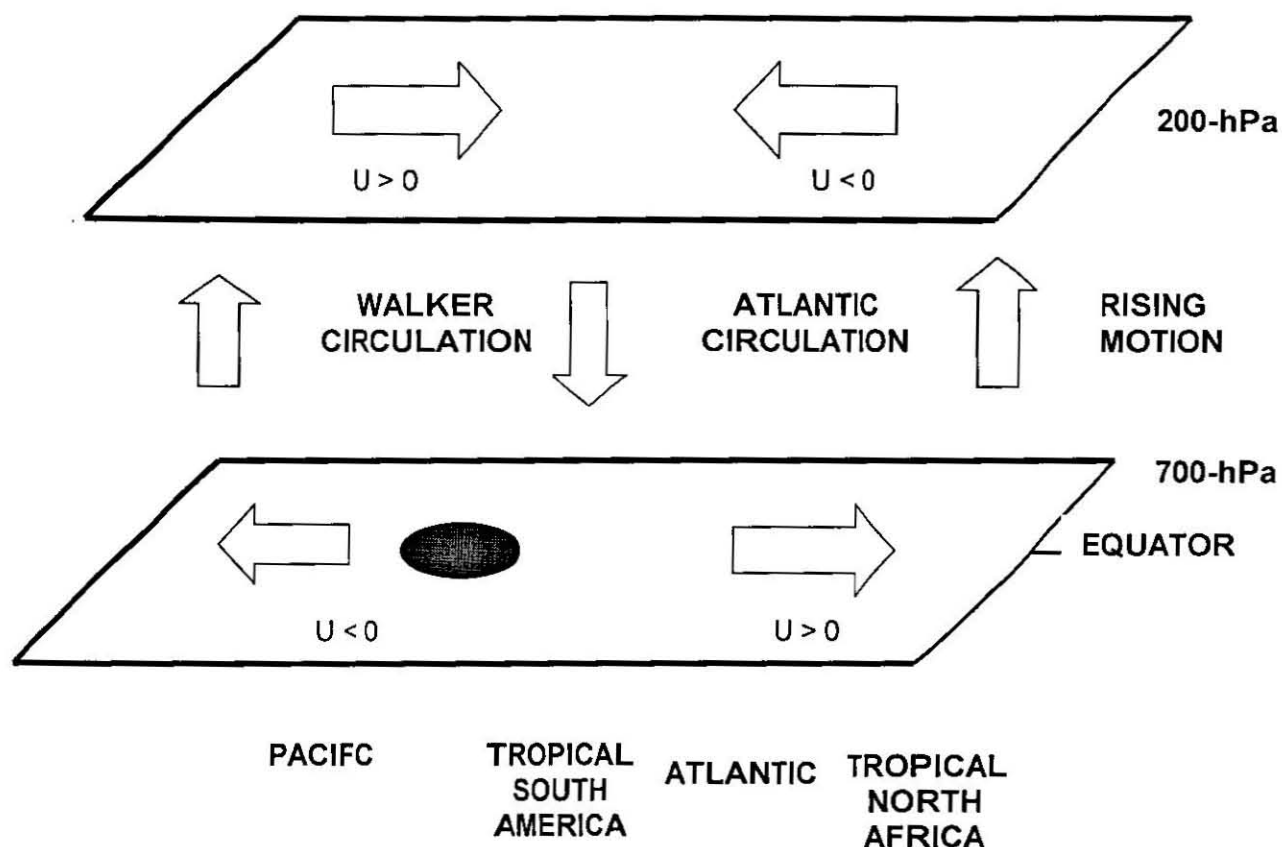 200-hPa
U > 0
U < 0
WALKER
CIRCULATION
ATLANTIC
CIRCULATION
RISING
MOTION
700-hPa
EQUATOR
U < 0
U > 0
PACIFC
TROPICAL
SOUTH
AMERICA
ATLANTIC
TROPICAL
NORTH
AFRICA